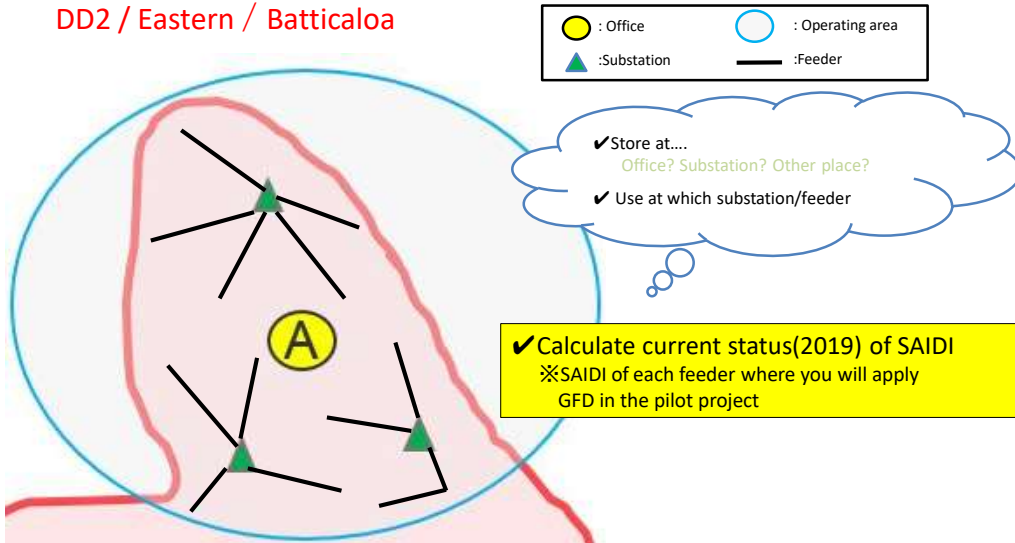 DD2 / Eastern / Batticaloa
: Office
: Operating area
:Substation
:Feeder
✔Store at....
Office? Substation? Other place?
✔ Use at which substation/feeder
A
✔Calculate current status(2019) of SAIDI
※SAIDI of each feeder where you will apply
GFD in the pilot project